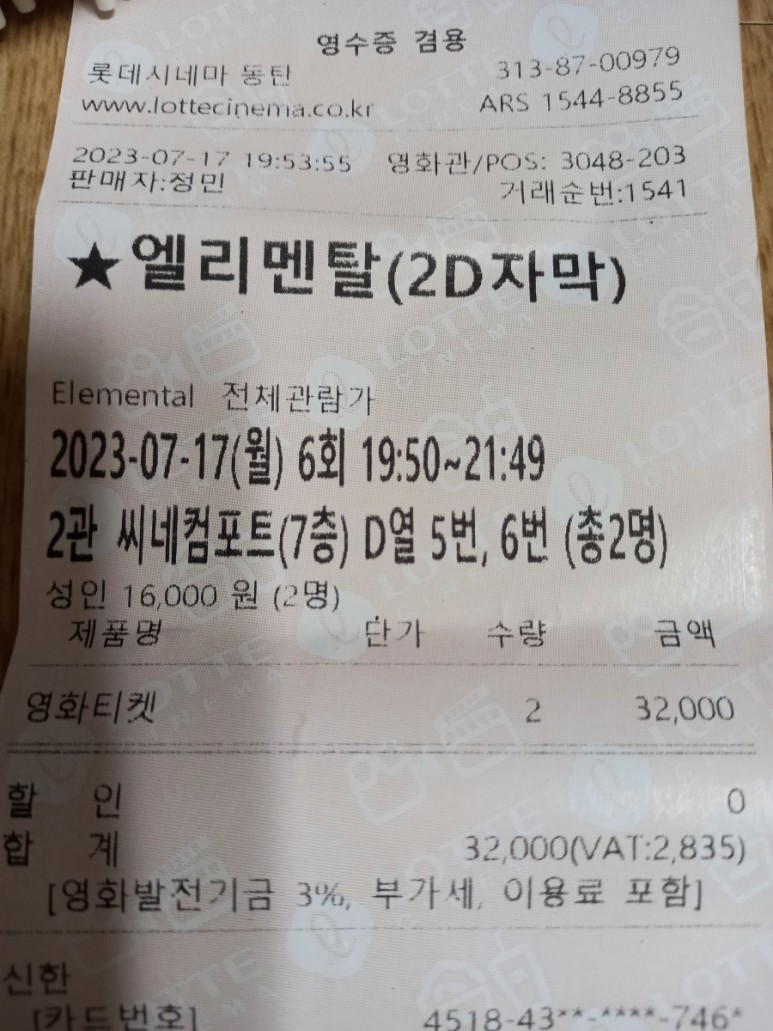 영수증 겸용
롯데시네마 동탄 313-87-00979
www.lottecinema.co.kr ARS 1544-8855
2023-07-17 19:53:55 영화관/POS: 3048-203
판매자:정민 거래순번:1541
★엘리멘탈(2D자막)
Elemental 전체관람가
2023-07-17(월) 6회 19:50~21:49
2관 씨네컴포트(7층) D열 5번, 6번 (총2명)
성인 16,000 원 (2명)
제품명 단가 수량 금액
영화티켓 2 32,000
할 인 0
합 계 32,000(VAT:2,835)
[영화발전기금 3%, 부가세, 이용료 포함]
신한
[카드번호] 4518-43**-****-746*